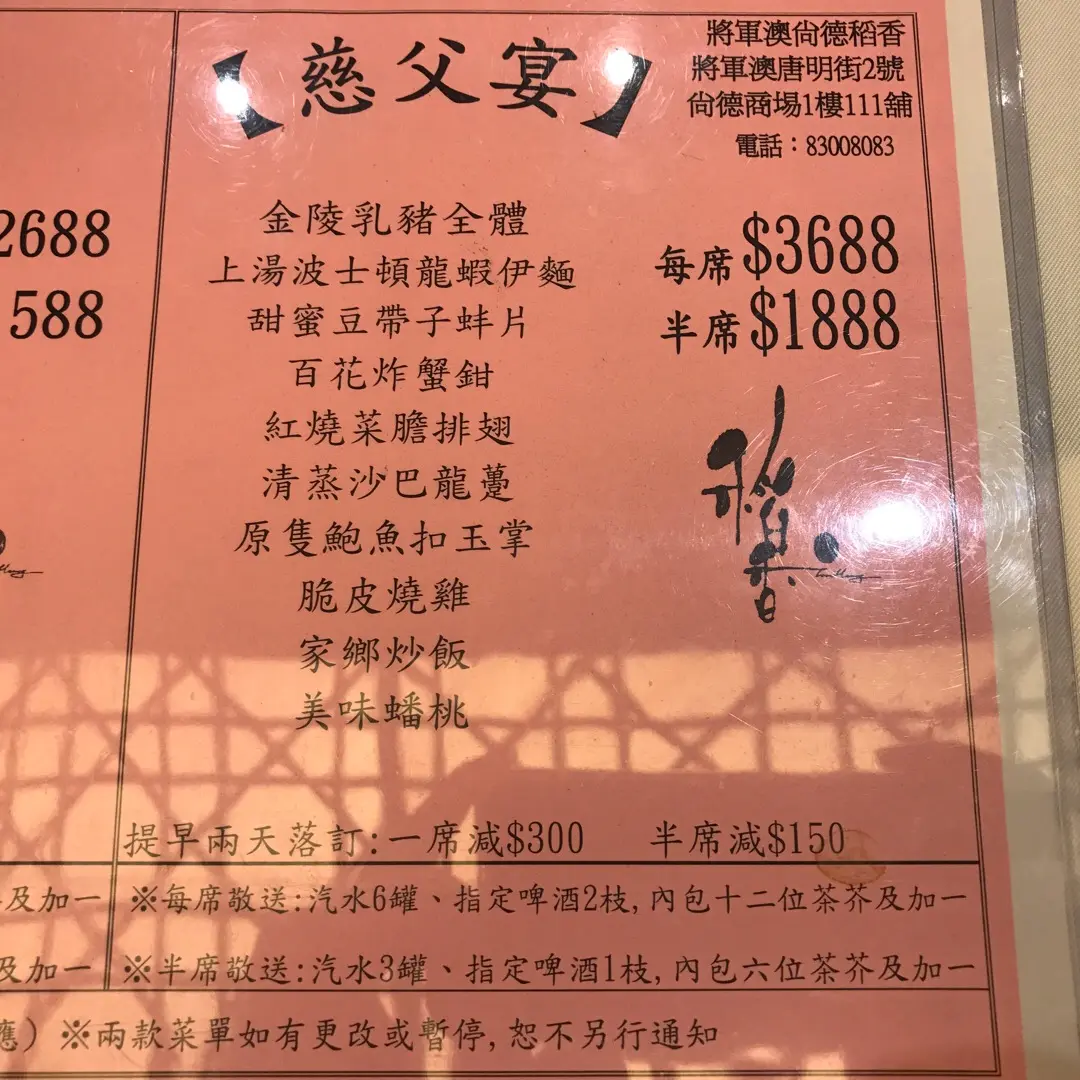 【慈父宴】
將軍澳尚德稻香
將軍澳唐明街2號
尚德商場1樓111舖
電話：83008083
2688
588
金陵乳豬全體
上湯波士頓龍蝦伊麵
甜蜜豆帶子蚌片
百花炸蟹鉗
紅燒菜膽排翅
清蒸沙巴龍躉
原隻鮑魚扣玉掌
脆皮燒雞
家鄉炒飯
美味蟠桃
每席$3688
半席$1888
稻香
提早兩天落訂:一席減$300 半席減$150
及加一
※每席敬送:汽水6罐、指定啤酒2枝,內包十二位茶芥及加一
及加一
※半席敬送:汽水3罐、指定啤酒1枝,內包六位茶芥及加一
應）※兩款菜單如有更改或暫停,恕不另行通知